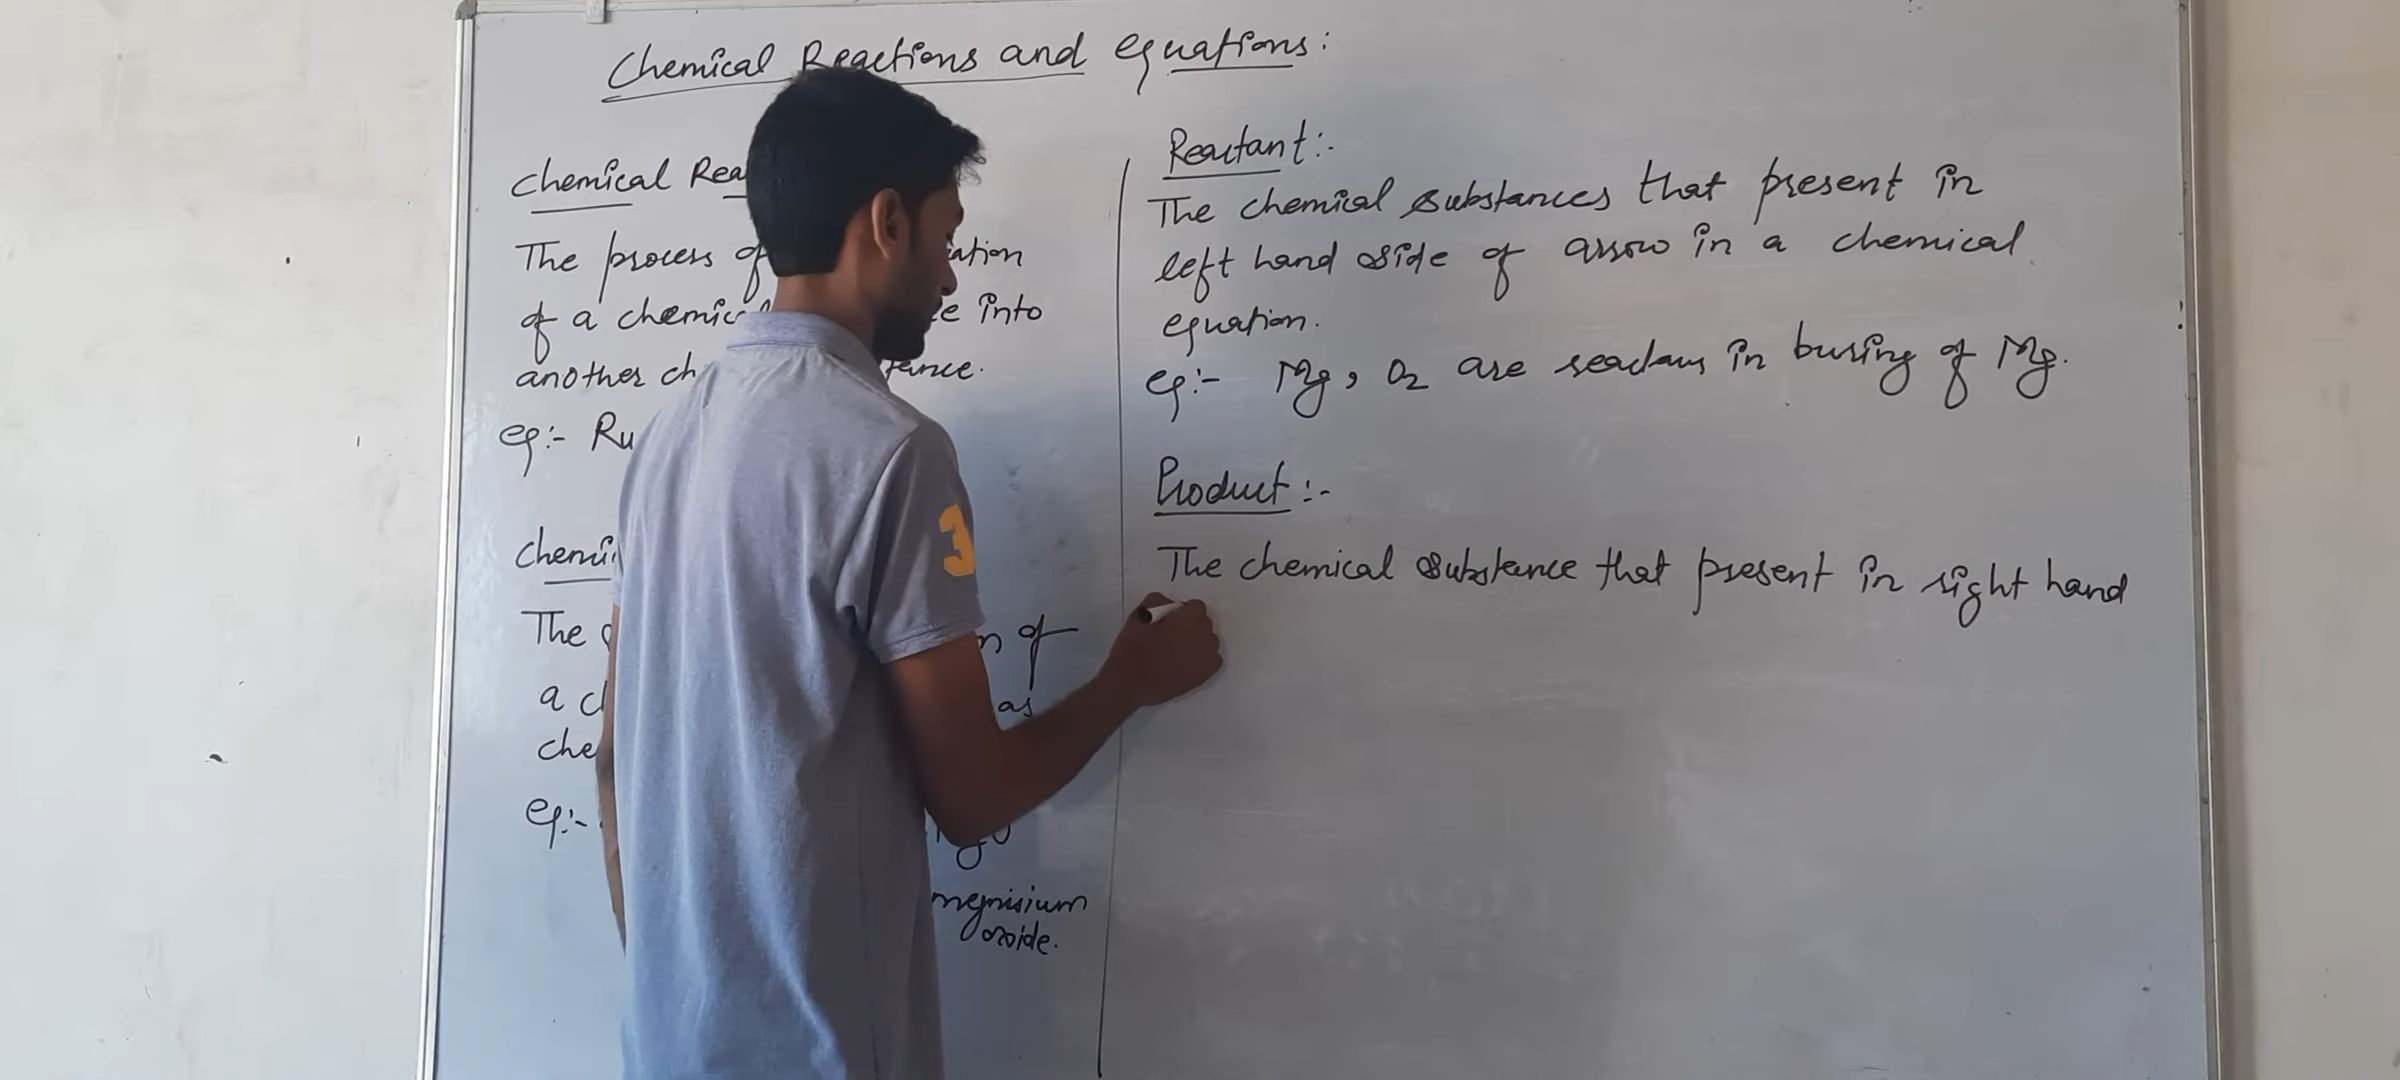 Chemical Reactions and equations:
Chemical Rea
The process of ation
of a chemic e into
another ch tance.
eg:- Ru
Chemi
The n of
a ch as
che
eg:-
megnisium
oxide.
Reactant:-
The chemical substances that present in
left hand side of arrow in a chemical
equation.
eg:- Mg, O2 are in buring of Mg.
Product:-
The chemical substance that present in right hand
3